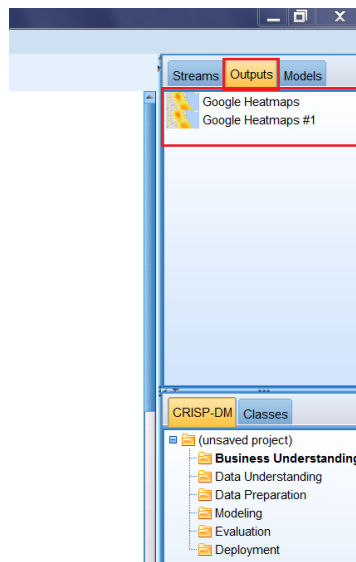 Streams Outputs Models
Google Heatmaps
Google Heatmaps #1
CRISP-DM Classes
(unsaved project)
Business Understanding
Data Understanding
Data Preparation
Modeling
Evaluation
Deployment